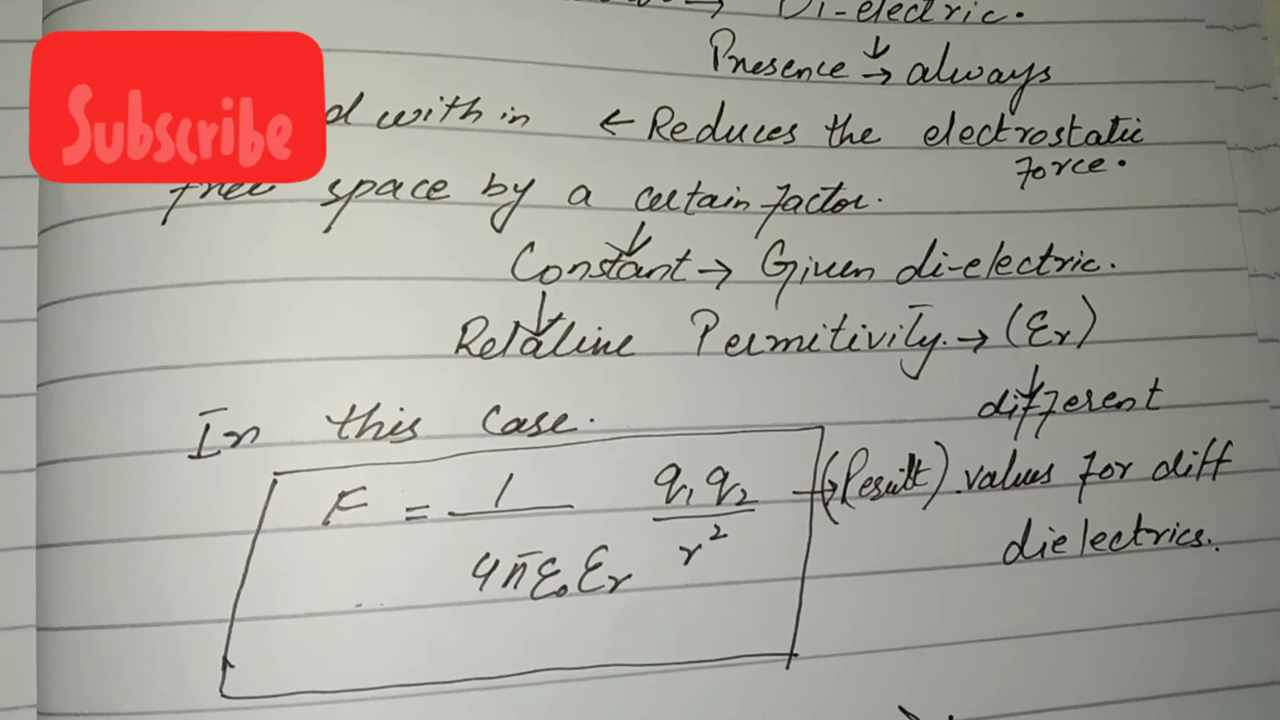 Di-electric.
Presence → always
Subscribe
d with in ← Reduces the electrostatic
force.
free space by a certain factor.
Constant → Given di-electric.
Relative Permitivity. → (εr)
In this case.
different
F = 1 / 4πε₀εr q₁q₂ / r² → (Result). values for diff
dielectrics.